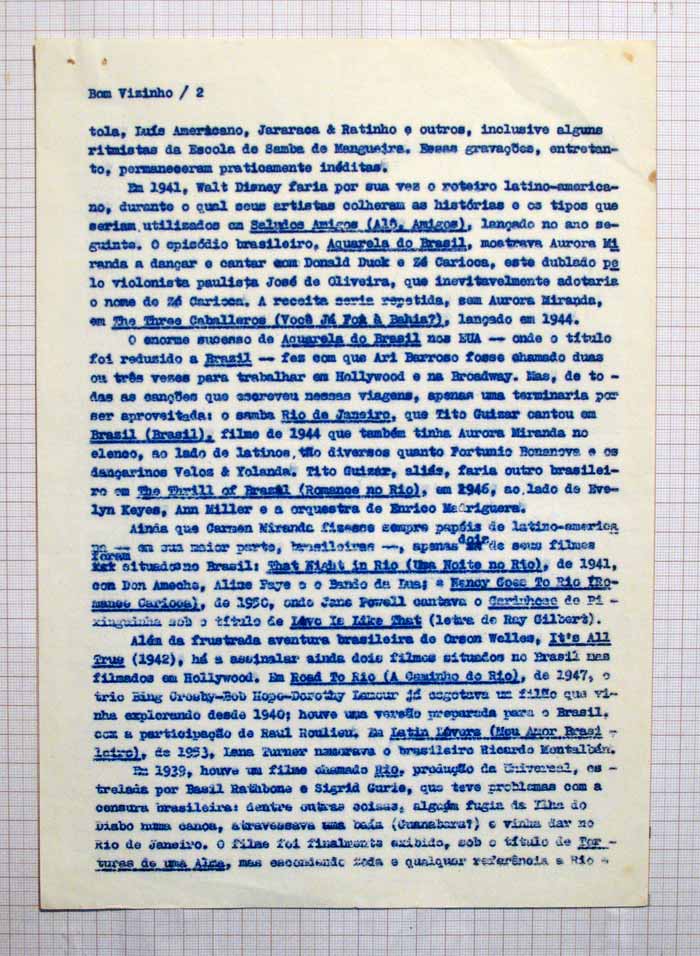 Bom Vizinho / 2
tola, Luís Americano, Jararaca & Ratinho e outros, inclusive alguns
ritmistas da Escola de Samba de Mangueira. Essas gravações, entretan-
to, permaneceram praticamente inéditas.
Em 1941, Walt Disney faria por sua vez o roteiro latino-america-
no, durante o qual seus artistas colheram as histórias e os tipos que
seriam utilizados em Saludos Amigos (Alô, Amigos), lançado no ano se-
guinte. O episódio brasileiro, Aquarela do Brasil, mostrava Aurora Mi
randa a dançar e cantar com Donald Duck e Zé Carioca, este dublado pe
lo violonista paulista José de Oliveira, que inevitavelmente adotaria
o nome de Zé Carioca. A receita seria repetida, sem Aurora Miranda,
em The Three Caballeros (Você Já Foi à Bahia?), lançado em 1944.
O enorme sucesso de Aquarela do Brasil nos EUA -- onde o título
foi reduzido a Brazil -- fez com que Ari Barroso fosse chamado duas
ou três vezes para trabalhar em Hollywood e na Broadway. Mas, de to -
das as canções que escreveu nessas viagens, apenas uma terminaria por
ser aproveitada: o samba Rio de Janeiro, que Tito Guizar cantou em
Brazil (Brasil), filme de 1944 que também tinha Aurora Miranda no
elenco, ao lado de latinos tão diversos quanto Fortunio Bonanova e os
dançarinos Veloz & Yolanda. Tito Guizar, aliás, faria outro brasilei-
ro em The Thrill of Brazil (Romance no Rio), em 1946, ao lado de Eve-
lyn Keyes, Ann Miller e a orquestra de Enrico Madriguera.
Ainda que Carmen Miranda fizesse sempre papéis de latino-america
na -- em sua maior parte, brasileiras --, apenas dois de seus filmes
foram situados no Brasil: That Night in Rio (Uma Noite no Rio), de 1941,
com Don Ameche, Alice Faye e o Bando da Lua; e Nancy Goes To Rio (Ro-
mance Carioca), de 1950, onde Jane Powell cantava o Carinhoso de Pi-
xinguinha sob o título de Love Is Like That (letra de Ray Gilbert).
Além da frustrada aventura brasileira de Orson Welles, It's All
True (1942), há a assinalar ainda dois filmes situados no Brasil mas
filmados em Hollywood. Em Road To Rio (A Caminho do Rio), de 1947, o
trio Bing Crosby-Bob Hope-Dorothy Lamour já esgotava um filão que vi-
nha explorando desde 1940; houve uma versão preparada para o Brasil,
com a participação de Raul Roulien. Em Latin Lovers (Meu Amor Brasi -
leiro), de 1953, Lana Turner namorava o brasileiro Ricardo Montalbán.
Em 1939, houve um filme chamado Rio, produção da Universal, es -
trelada por Basil Rathbone e Sigrid Gurie, que teve problemas com a
censura brasileira: dentre outras coisas, alguém fugia da Ilha do
Diabo numa canoa, atravessava uma baía (Guanabara?) e vinha dar no
Rio de Janeiro. O filme foi finalmente exibido, sob o título de Tor -
turas de uma Alma, mas escondendo toda e qualquer referência a Rio -